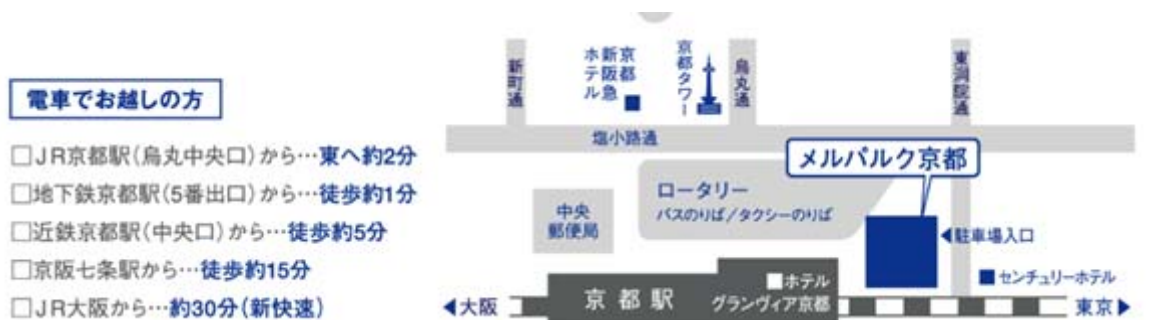 電車でお越しの方
□JR京都駅(烏丸中央口)から…東へ約2分
□地下鉄京都駅(5番出口)から…徒歩約1分
□近鉄京都駅(中央口)から…徒歩約5分
□京阪七条駅から…徒歩約15分
□JR大阪から…約30分(新快速)
新町通
京都
新阪急
ホテル
京都タワー
烏丸通
東洞院通
塩小路通
メルパルク京都
ロータリー
バスのりば/タクシーのりば
中央
郵便局
◀駐車場入口
センチュリーホテル
ホテル
グランヴィア京都
京都駅
◀大阪
東京▶